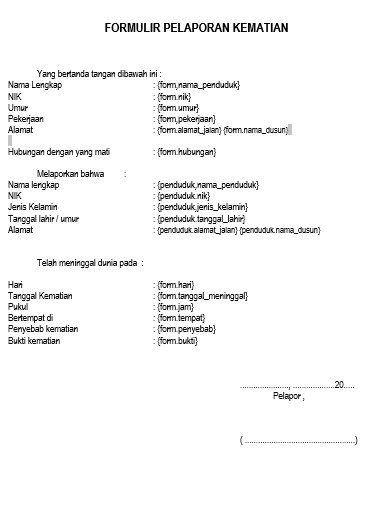 FORMULIR PELAPORAN KEMATIAN
Yang bertanda tangan dibawah ini :
Nama Lengkap : {form,nama_penduduk}
NIK : {form.nik}
Umur : {form.umur}
Pekerjaan : {form,pekerjaan}
Alamat : {form.alamat_jalan} {form.nama_dusun}
Hubungan dengan yang mati : {form.hubungan}
Melaporkan bahwa :
Nama lengkap : {penduduk,nama_penduduk}
NIK : {penduduk.nik}
Jenis Kelamin : {penduduk,jenis_kelamin}
Tanggal lahir / umur : {penduduk.tanggal_lahir}
Alamat : {penduduk.alamat_jalan} {penduduk.nama_dusun}
Telah meninggal dunia pada :
Hari : {form.hari}
Tanggal Kematian : {form.tanggal_meninggal}
Pukul : {form.jam}
Bertempat di : {form.tempat}
Penyebab kematian : {form.penyebab}
Bukti kematian : {form.bukti}
......................, ....................20.....
Pelapor ,
( .................................................. )